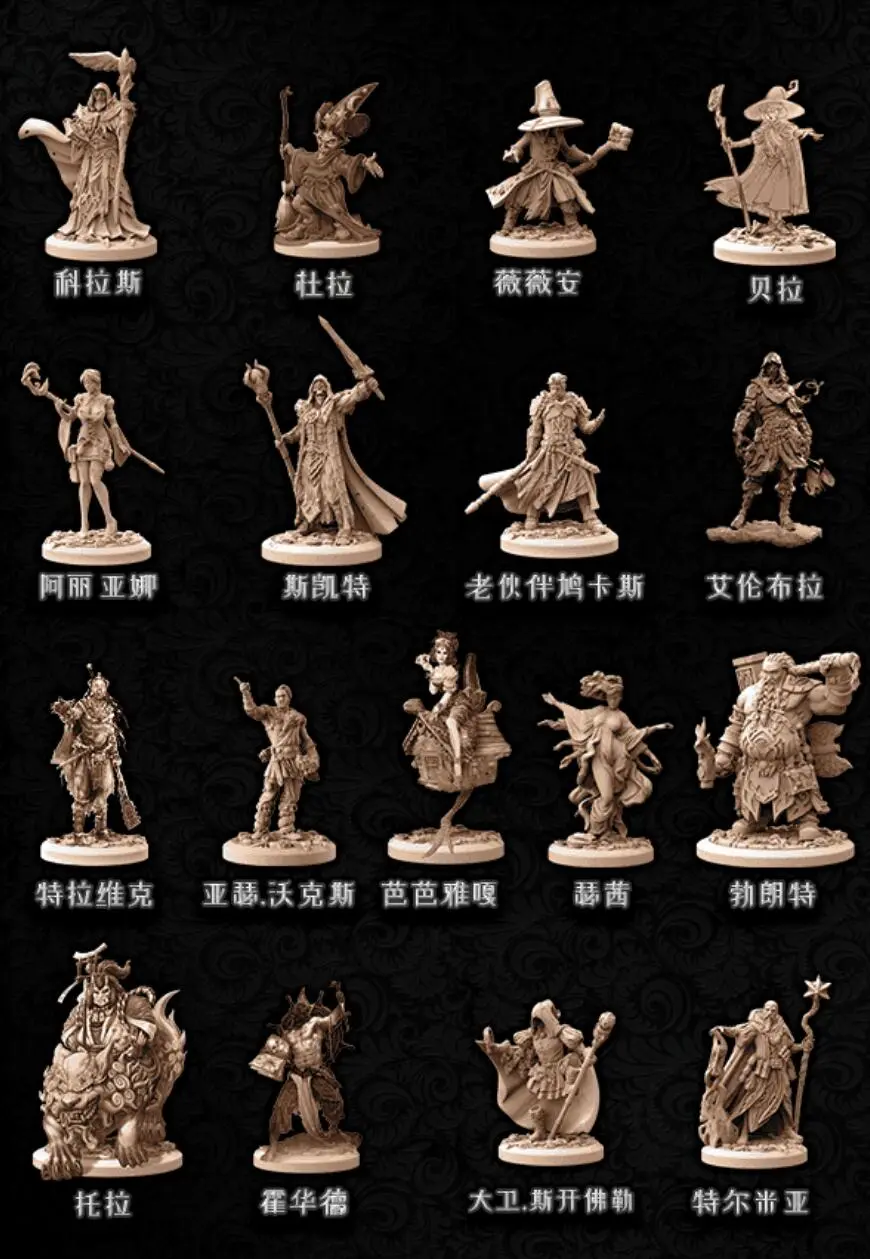 科拉斯
杜拉
薇薇安
贝拉
阿丽亚娜
斯凯特
老伙伴鸠卡斯
艾伦布拉
特拉维克
亚瑟.沃克斯
芭芭雅嘎
瑟茜
勃朗特
托拉
霍华德
大卫.斯开佛勒
特尔米亚